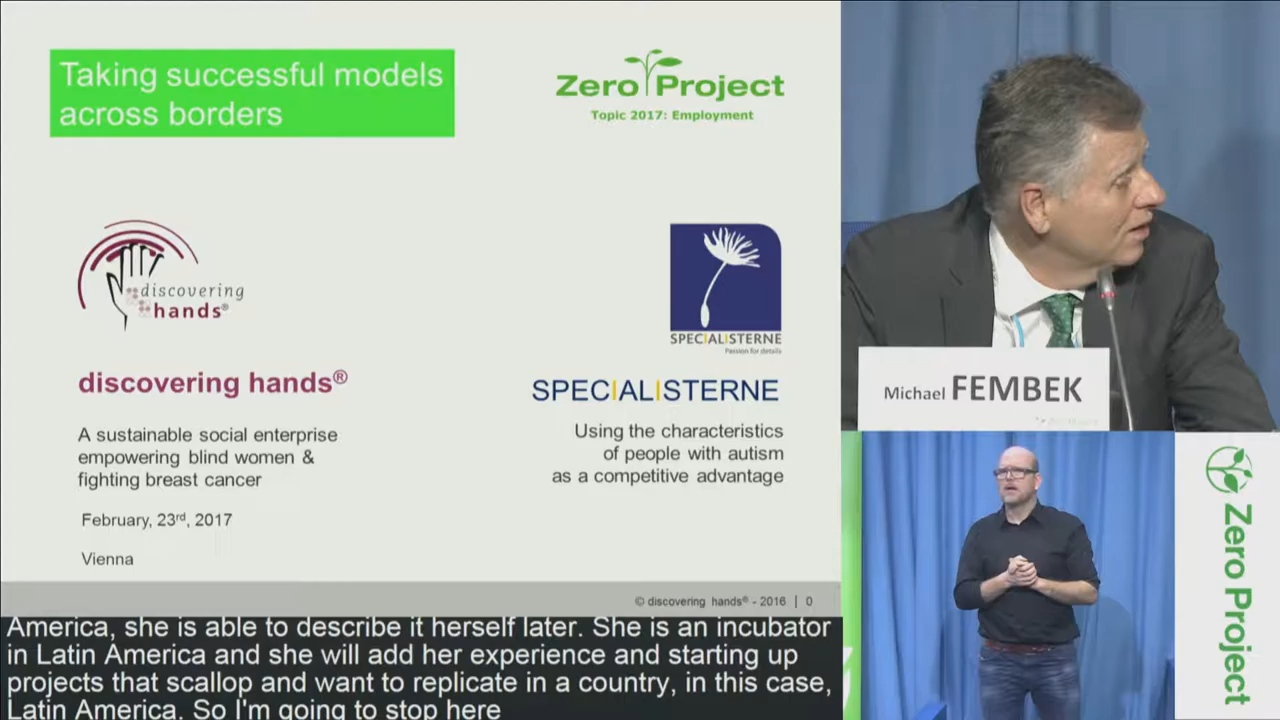 Taking successful models
across borders
Zero Project
Topic 2017: Employment
discovering
hands®
SPECIALISTERNE
Passion for details
discovering hands®
SPECIALISTERNE
A sustainable social enterprise
empowering blind women &
fighting breast cancer
Using the characteristics
of people with autism
as a competitive advantage
February, 23rd, 2017
Vienna
© discovering hands® - 2016 | 0
America, she is able to describe it herself later. She is an incubator
in Latin America and she will add her experience and starting up
projects that scallop and want to replicate in a country, in this case,
Latin America. So I'm going to stop here
Michael FEMBEK
Zero Project